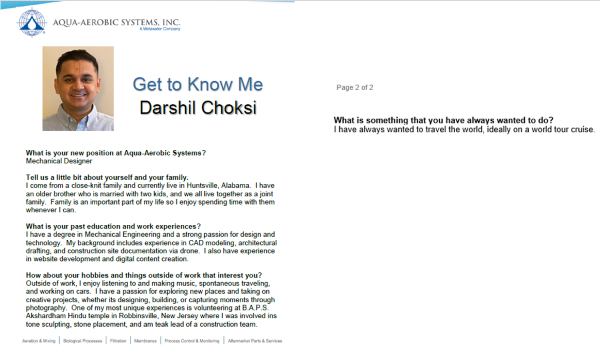 AQUA-AEROBIC SYSTEMS, INC.
A Metawater Company
Get to Know Me
Darshil Choksi
What is your new position at Aqua-Aerobic Systems?
Mechanical Designer
Tell us a little bit about yourself and your family.
I come from a close-knit family and currently live in Huntsville, Alabama. I have
an older brother who is married with two kids, and we all live together as a joint
family. Family is an important part of my life so I enjoy spending time with them
whenever I can.
What is your past education and work experiences?
I have a degree in Mechanical Engineering and a strong passion for design and
technology. My background includes experience in CAD modeling, architectural
drafting, and construction site documentation via drone. I also have experience
in website development and digital content creation.
How about your hobbies and things outside of work that interest you?
Outside of work, I enjoy listening to and making music, spontaneous traveling,
and working on cars. I have a passion for exploring new places and taking on
creative projects, whether its designing, building, or capturing moments through
photography. One of my most unique experiences is volunteering at B.A.P.S.
Akshardham Hindu temple in Robbinsville, New Jersey where I was involved ins
tone sculpting, stone placement, and am teak lead of a construction team.
Aeration & Mixing | Biological Processes | Filtration | Membranes | Process Control & Monitoring | Aftermarket Parts & Services
Page 2 of 2
What is something that you have always wanted to do?
I have always wanted to travel the world, ideally on a world tour cruise.